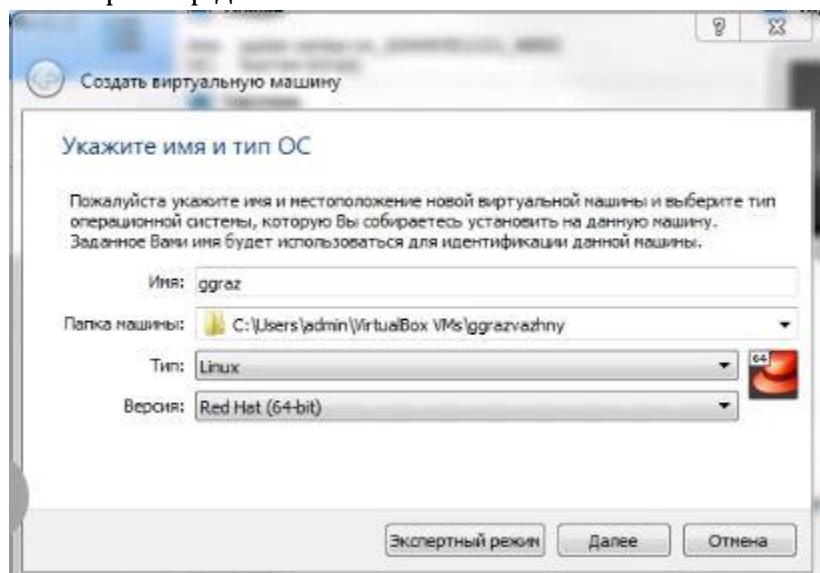 Создать виртуальную машину
Укажите имя и тип ОС
Пожалуйста укажите имя и местоположение новой виртуальной машины и выберите тип
операционной системы, которую Вы собираетесь установить на данную машину.
Заданное Вами имя будет использоваться для идентификации данной машины.
Имя: ggraz
Папка машины: C:\Users\admin\VirtualBox VMs\ggrazvazhny
Тип: Linux
64
Версия: Red Hat (64-bit)
Экспертный режим Далее Отмена